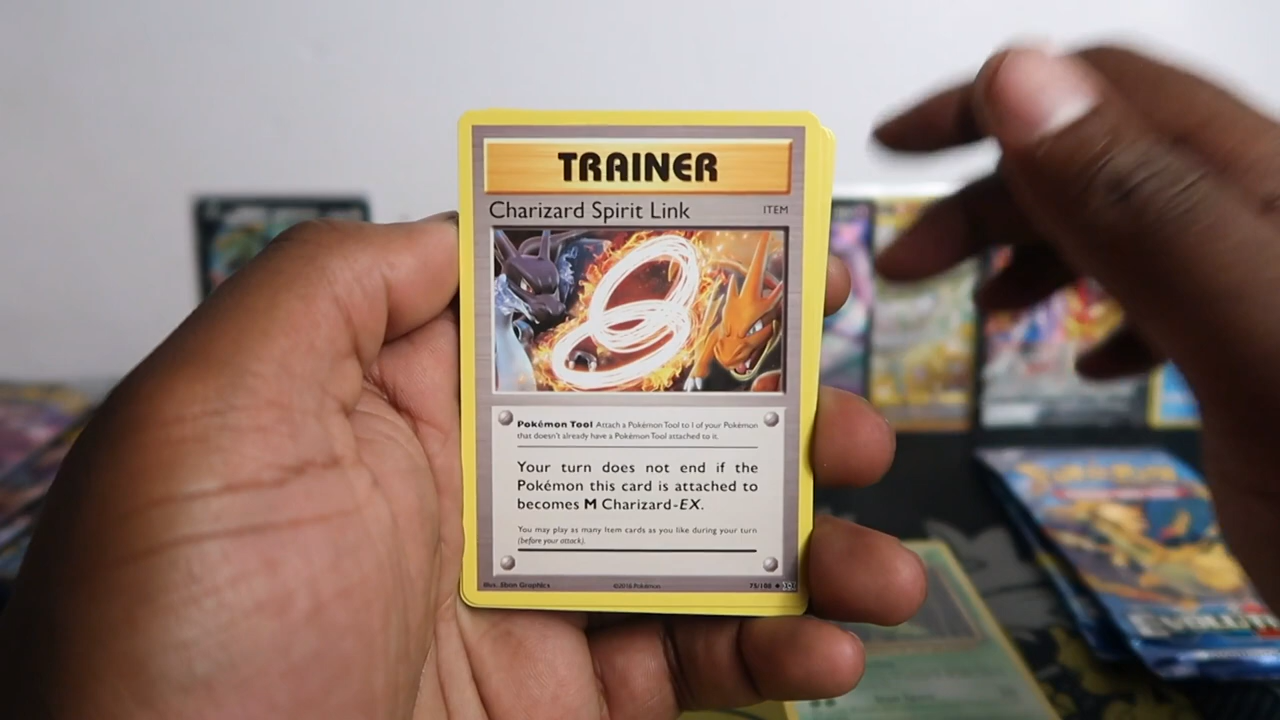 TRAINER
Charizard Spirit Link ITEM
Pokémon Tool Attach a Pokémon Tool to 1 of your Pokémon
that doesn't already have a Pokémon Tool attached to it.
Your turn does not end if the
Pokémon this card is attached to
becomes M Charizard-EX.
You may play as many Item cards as you like during your turn
(before your attack).
Illus. 5ban Graphics ©2016 Pokémon 75/108